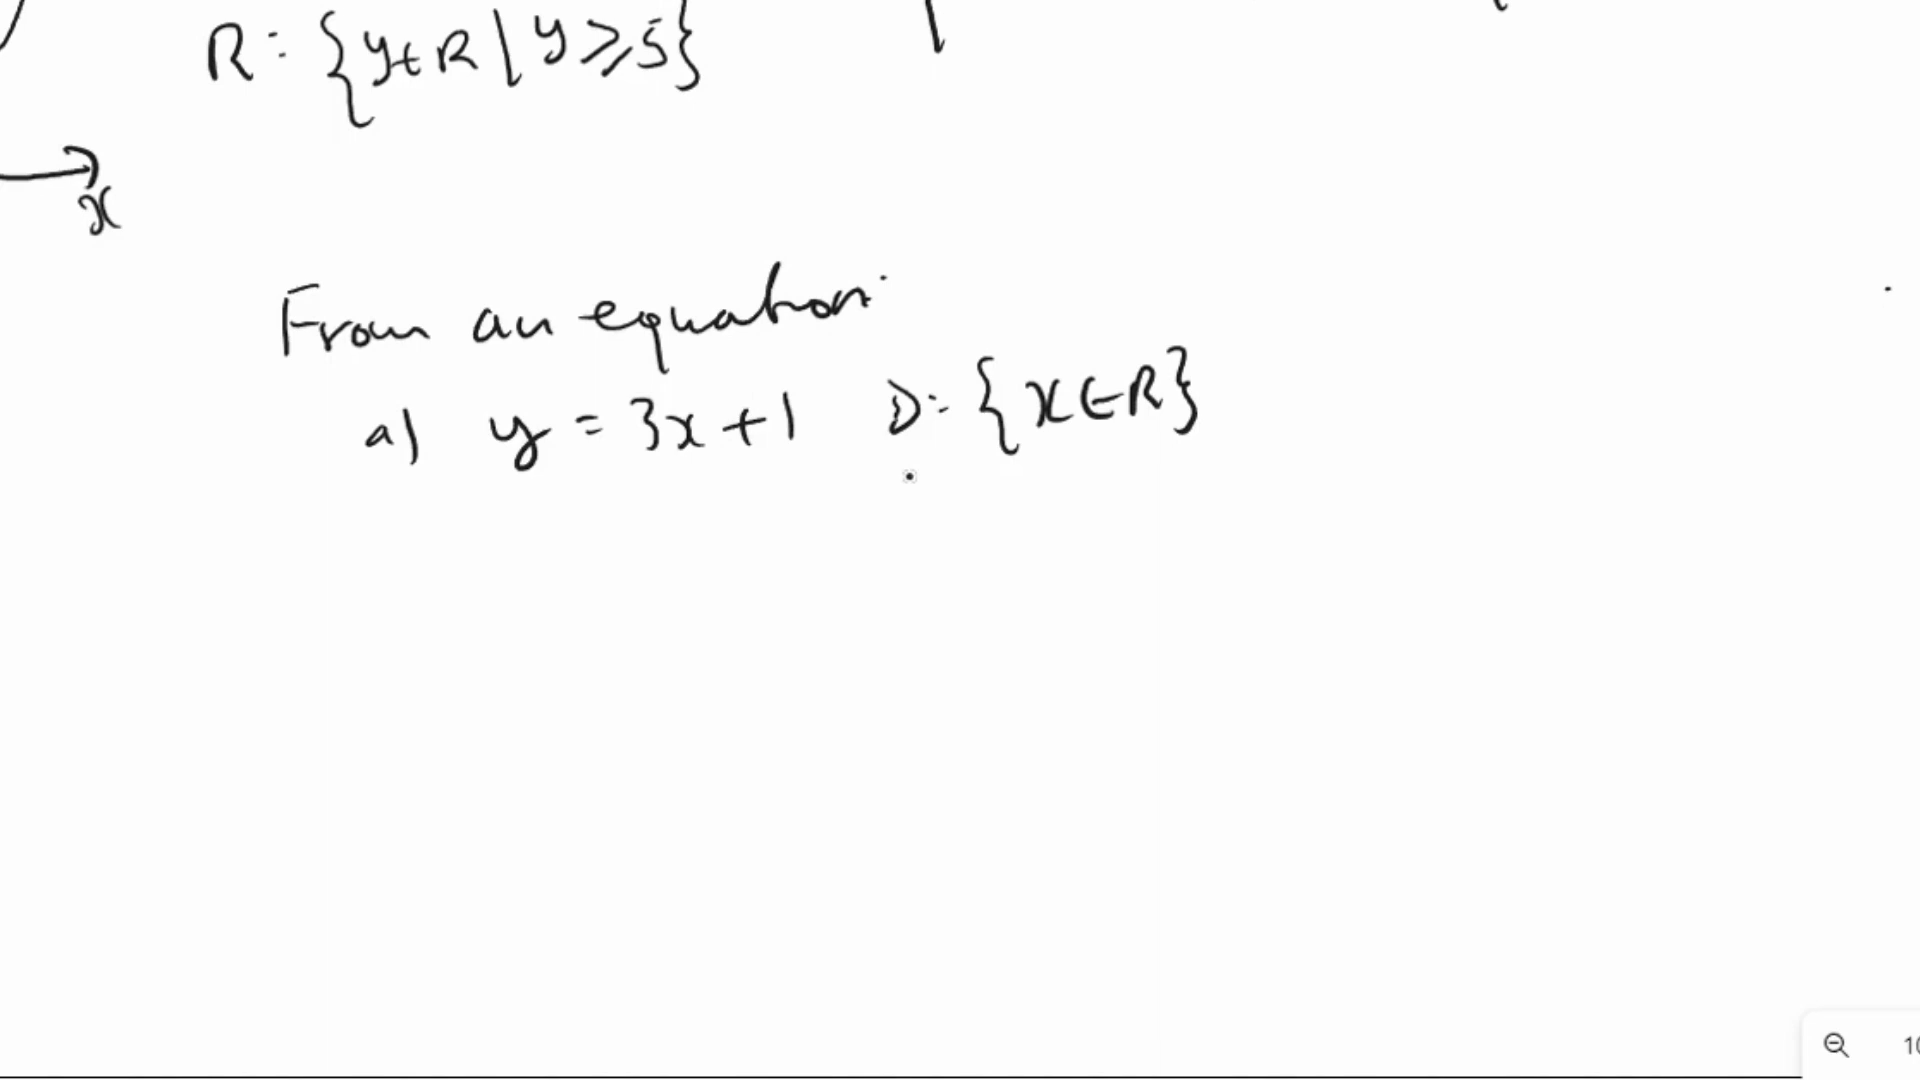 R: {y∈R | y ≥ 5}
x
From an equation:
a) y = 3x + 1 D: {x∈R}